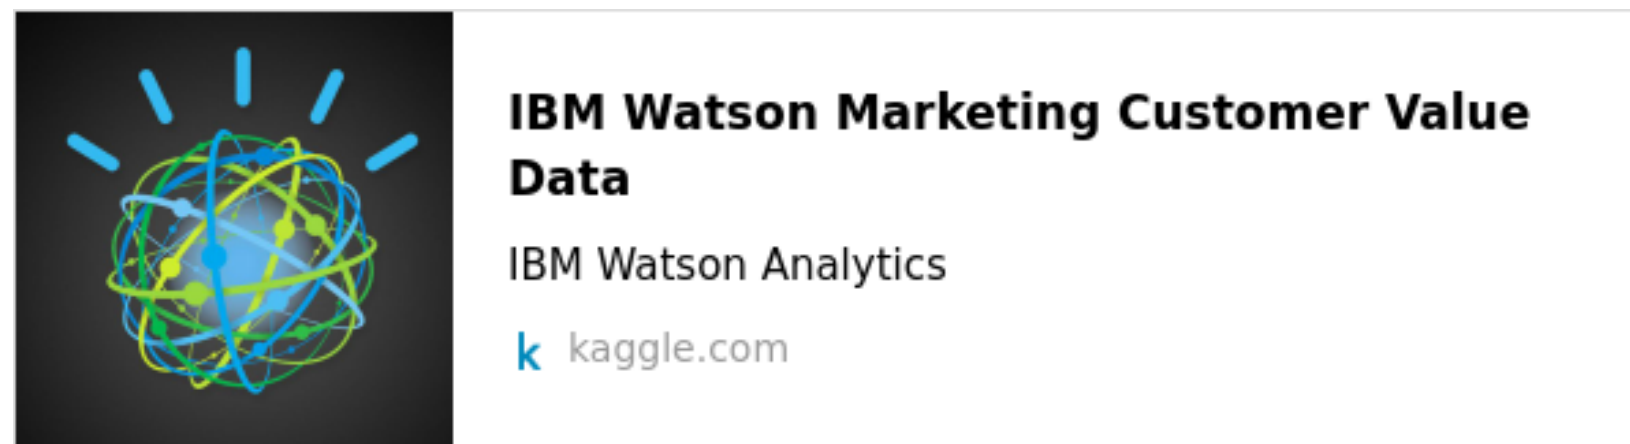 IBM Watson Marketing Customer Value
Data
IBM Watson Analytics
k kaggle.com